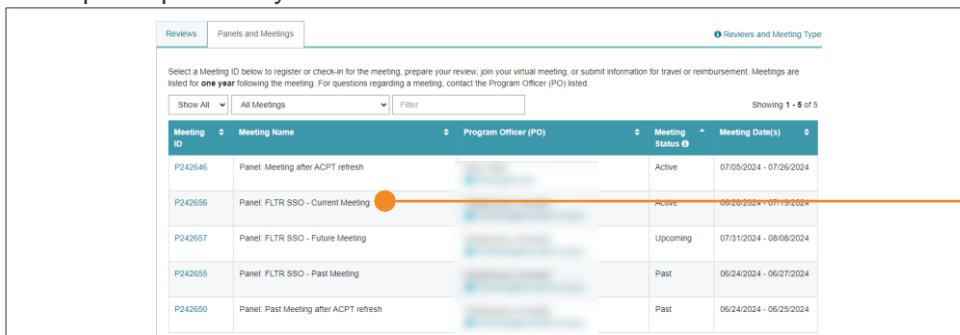 Reviews Panels and Meetings Reviews and Meeting Type
Select a Meeting ID below to register or check-in for the meeting, prepare your review, join your virtual meeting, or submit information for travel or reimbursement. Meetings are
listed for one year following the meeting. For questions regarding a meeting, contact the Program Officer (PO) listed.
Show All All Meetings Filter Showing 1 - 5 of 5
Meeting ID Meeting Name Program Officer (PO) Meeting Status Meeting Date(s)
P242646 Panel: Meeting after ACPT refresh Active 07/05/2024 - 07/26/2024
P242656 Panel: FLTR SSO - Current Meeting Active 06/28/2024 - 07/19/2024
P242657 Panel: FLTR SSO - Future Meeting Upcoming 07/31/2024 - 08/08/2024
P242655 Panel: FLTR SSO - Past Meeting Past 06/24/2024 - 06/27/2024
P242650 Panel: Past Meeting after ACPT refresh Past 06/24/2024 - 06/25/2024